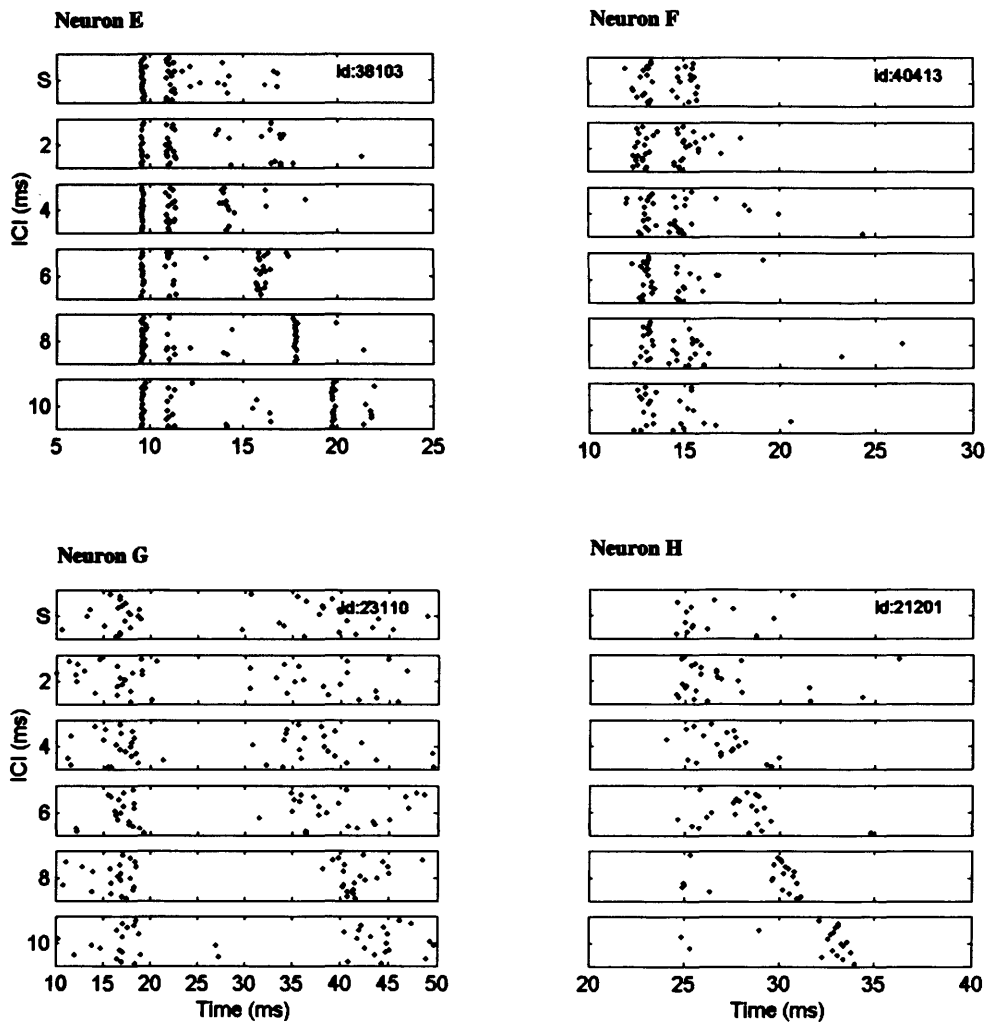 Neuron E
Neuron F
S
Id:38103
Id:40413
2
4
ICI (ms)
6
8
10
5 10 15 20 25
10 15 20 25 30
Neuron G
Neuron H
S
Id:23110
Id:21201
2
4
ICI (ms)
6
8
10
10 15 20 25 30 35 40 45 50
20 25 30 35 40
Time (ms)
Time (ms)